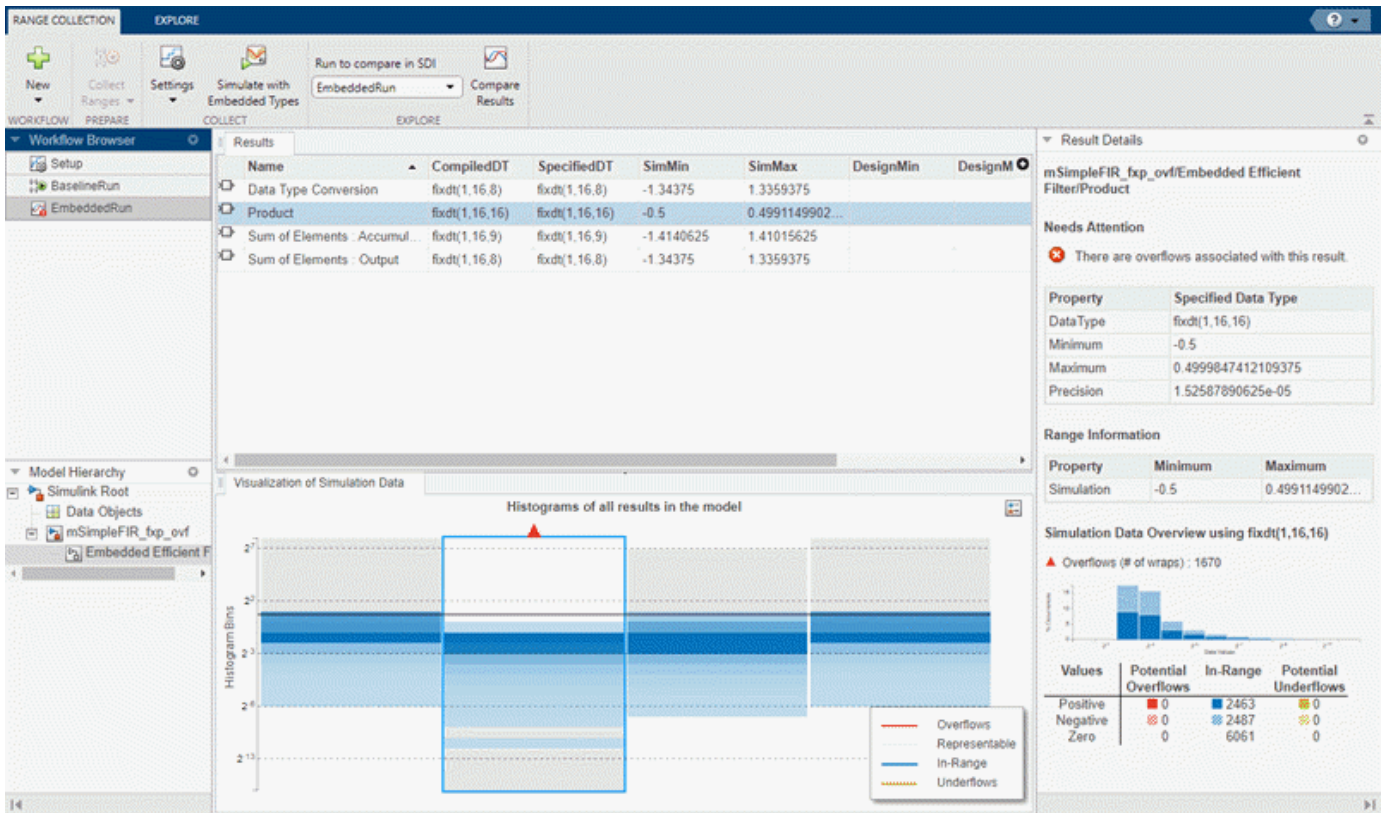 RANGE COLLECTION EXPLORE
Run to compare in SDI
New Collect Ranges Settings Simulate with Embedded Types EmbeddedRun Compare Results
WORKFLOW PREPARE COLLECT EXPLORE
Workflow Browser
Setup
BaselineRun
EmbeddedRun
Results
Name CompiledDT SpecifiedDT SimMin SimMax DesignMin DesignM
Data Type Conversion fixdt(1,16,8) fixdt(1,16,8) -1.34375 1.3359375
Product fixdt(1,16,16) fixdt(1,16,16) -0.5 0.4991149902...
Sum of Elements : Accumul... fixdt(1,16,9) fixdt(1,16,9) -1.4140625 1.41015625
Sum of Elements : Output fixdt(1,16,8) fixdt(1,16,8) -1.34375 1.3359375
Model Hierarchy
Simulink Root
Data Objects
mSimpleFIR_fxp_ovf
Embedded Efficient F
Visualization of Simulation Data
Histograms of all results in the model
Histogram Bins
Overflows
Representable
In-Range
Underflows
Result Details
mSimpleFIR_fxp_ovf/Embedded Efficient
Filter/Product
Needs Attention
There are overflows associated with this result.
Property Specified Data Type
DataType fixdt(1,16,16)
Minimum -0.5
Maximum 0.4999847412109375
Precision 1.52587890625e-05
Range Information
Property Minimum Maximum
Simulation -0.5 0.4991149902...
Simulation Data Overview using fixdt(1,16,16)
Overflows (# of wraps) : 1670
% Occurrences
Data Values
Values Potential Overflows In-Range Potential Underflows
Positive 0 2463 0
Negative 0 2487 0
Zero 0 6061 0